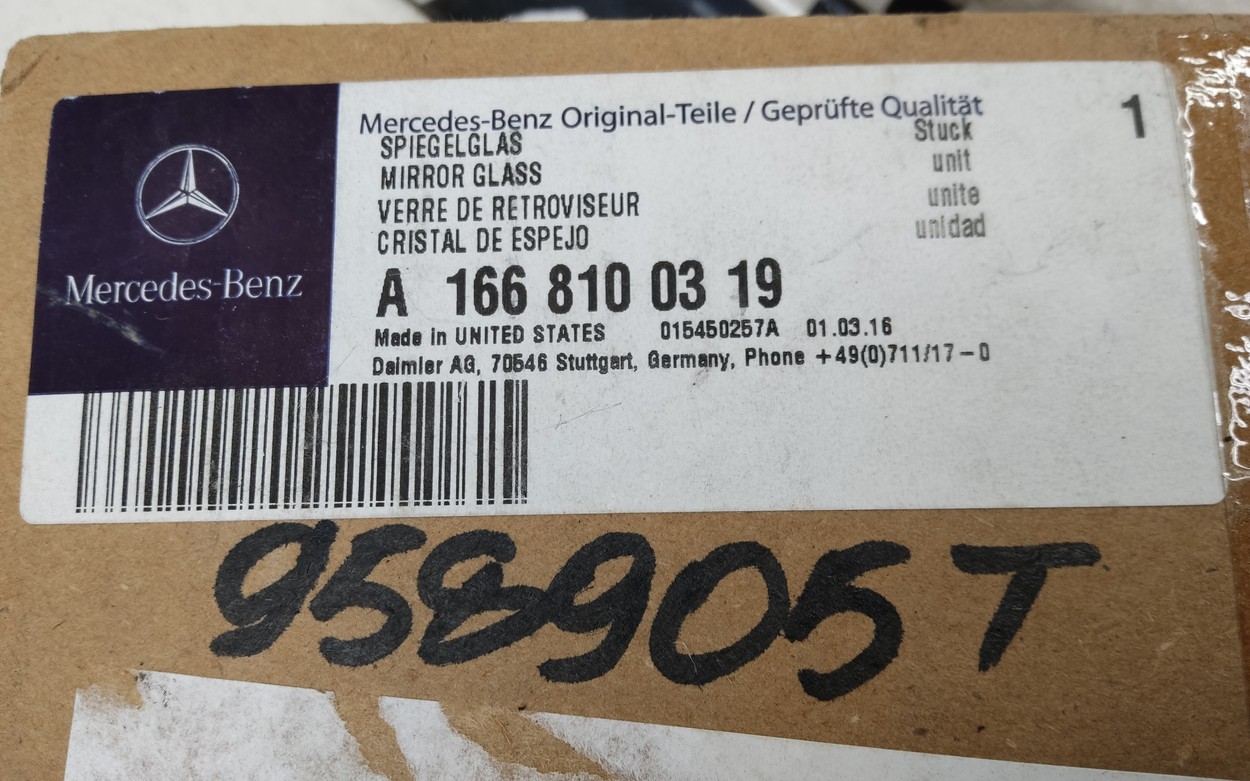 Mercedes-Benz
Mercedes-Benz Original-Teile / Geprüfte Qualität
SPIEGELGLAS Stuck 1
MIRROR GLASS unit
VERRE DE RETROVISEUR unite
CRISTAL DE ESPEJO unidad
A 166 810 03 19
Made in UNITED STATES 015450257A 01.03.16
Daimler AG, 70546 Stuttgart, Germany, Phone +49(0)711/17-0
958905T